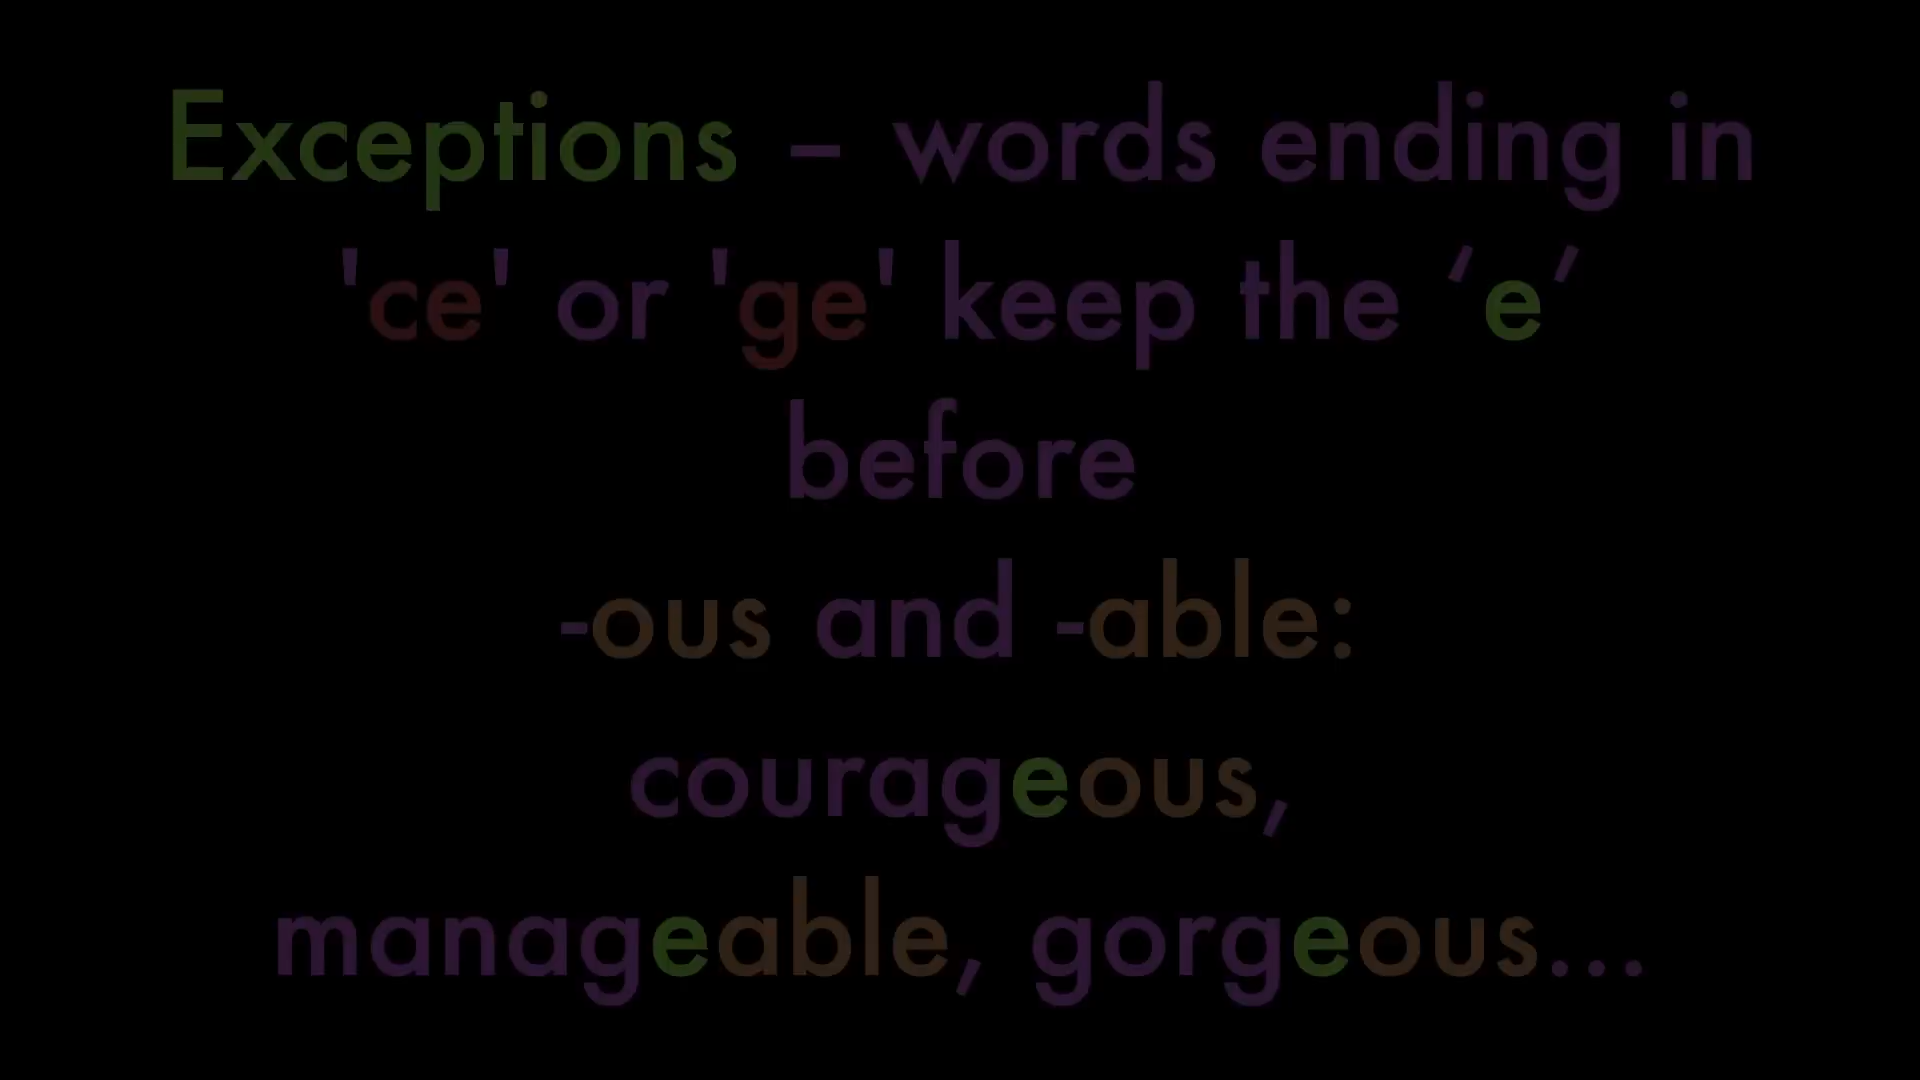 Exceptions – words ending in
'ce' or 'ge' keep the ‘e’
before
-ous and -able:
courageous,
manageable, gorgeous...